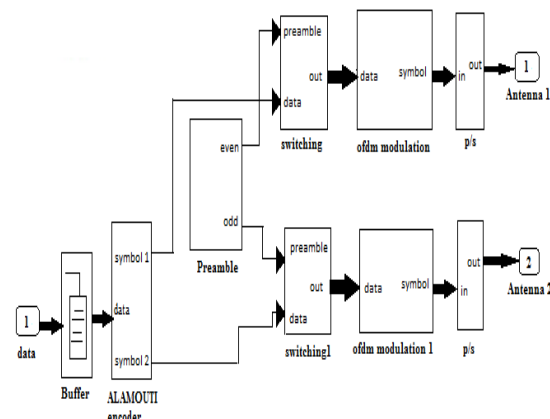 preamble
out
data
switching
data
symbol
ofdm modulation
in
out
p/s
1
Antenna 1
even
odd
Preamble
preamble
out
data
switching1
data
symbol
ofdm modulation 1
in
out
p/s
2
Antenna 2
1
data
Buffer
symbol 1
data
symbol 2
ALAMOUTI
encoder